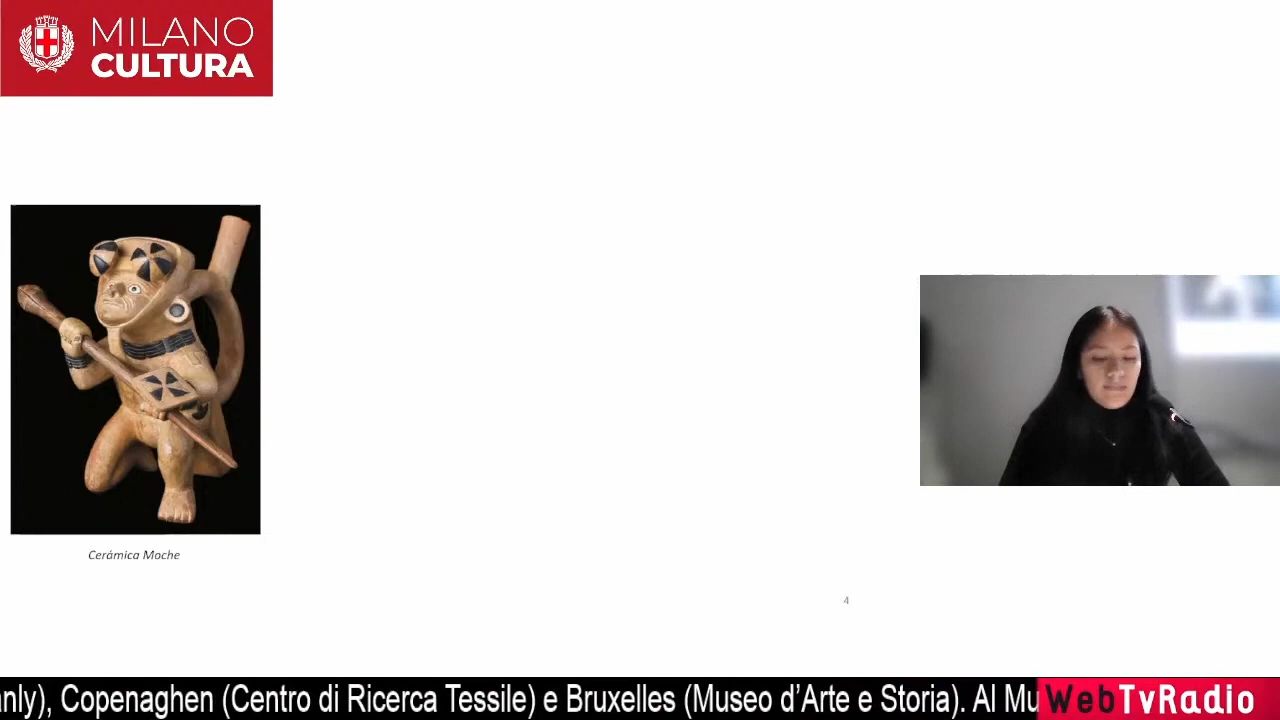 MILANO
CULTURA
Cerámica Moche
4
nly), Copenaghen (Centro di Ricerca Tessile) e Bruxelles (Museo d'Arte e Storia). Al Mu
WebTvRadio